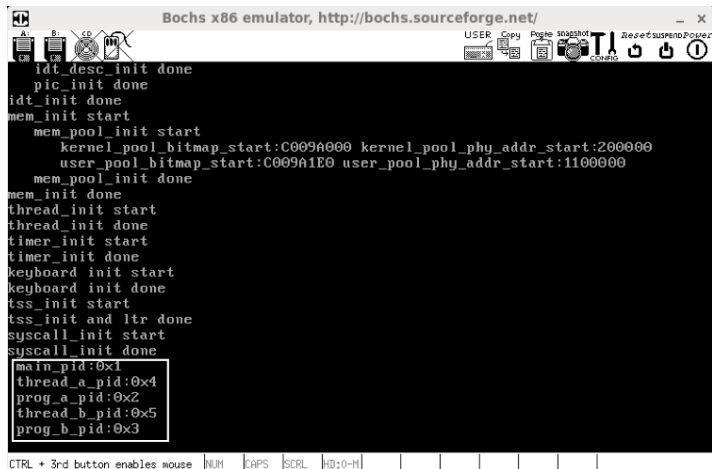 Bochs x86 emulator, http://bochs.sourceforge.net/
A: B: CD USER Copy Paste snapshot CONFIG Reset SUSPEND Power
idt_desc_init done
pic_init done
idt_init done
mem_init start
mem_pool_init start
kernel_pool_bitmap_start:C009A000 kernel_pool_phy_addr_start:200000
user_pool_bitmap_start:C009A1E0 user_pool_phy_addr_start:1100000
mem_pool_init done
mem_init done
thread_init start
thread_init done
timer_init start
timer_init done
keyboard init start
keyboard init done
tss_init start
tss_init and ltr done
syscall_init start
syscall_init done
main_pid:0x1
thread_a_pid:0x4
prog_a_pid:0x2
thread_b_pid:0x5
prog_b_pid:0x3
CTRL + 3rd button enables mouse NUM CAPS SCRL HD:0-M